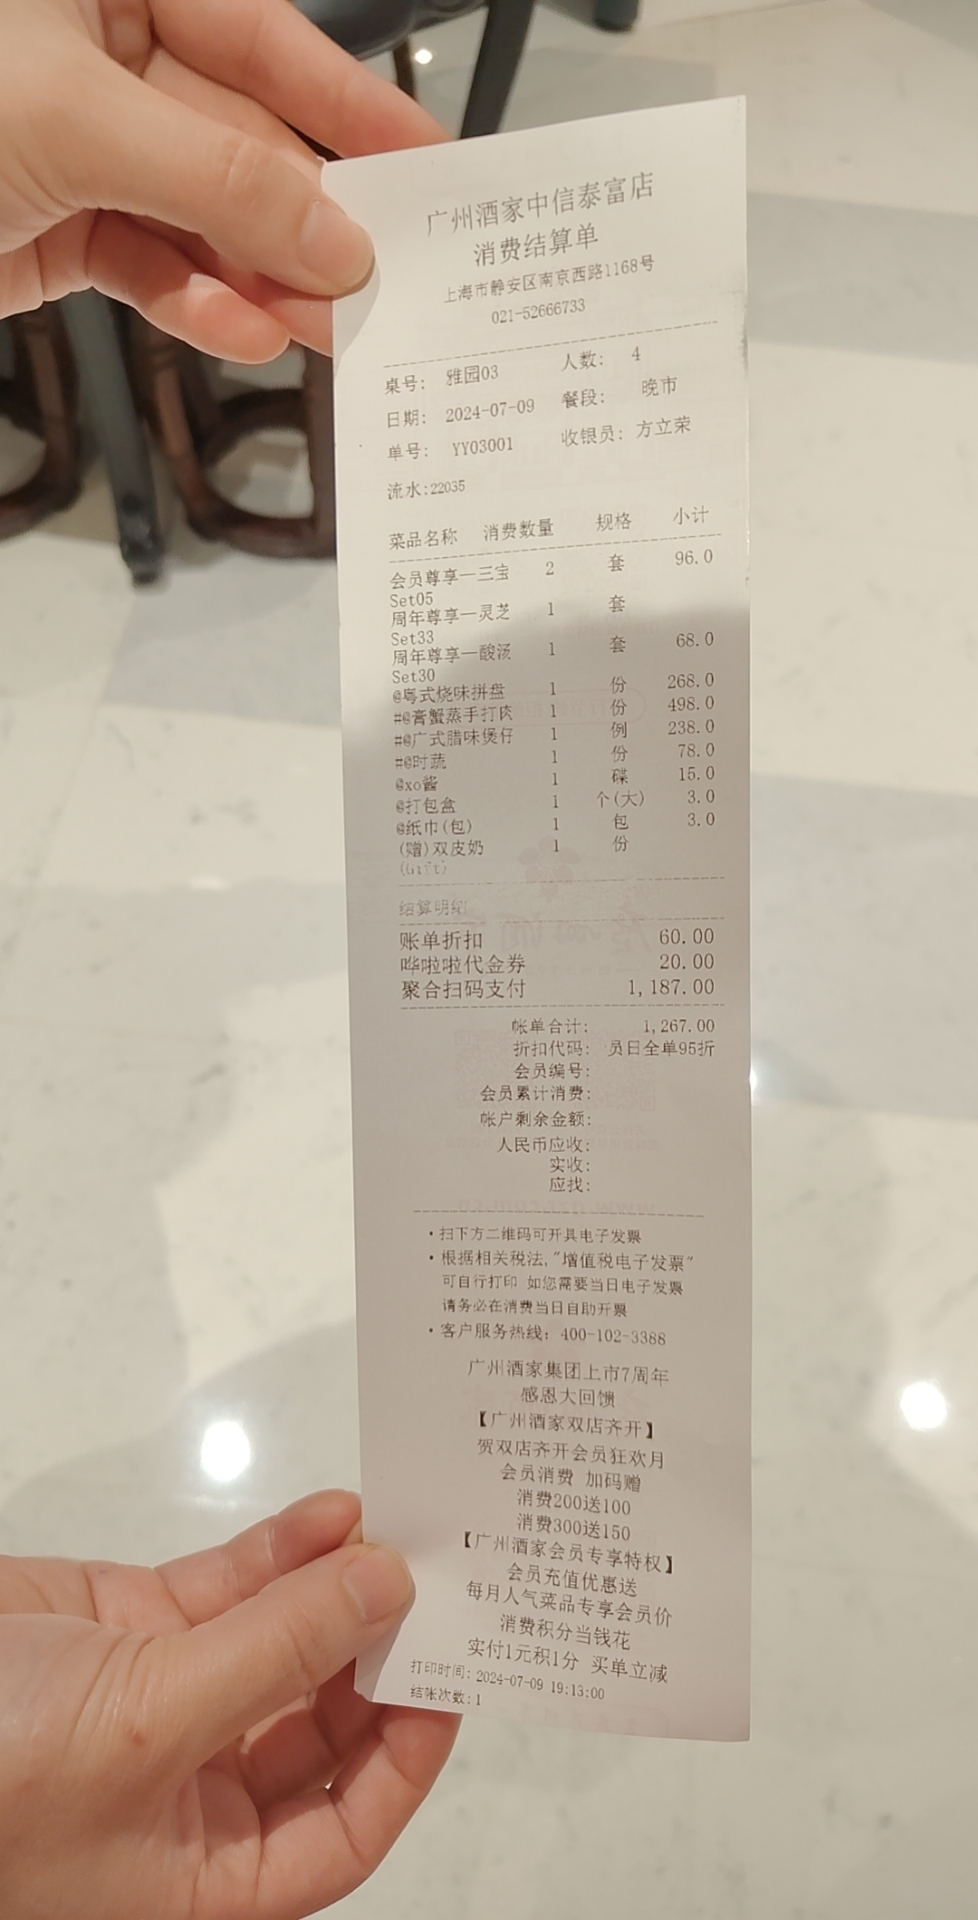 广州酒家中信泰富店
消费结算单
上海市静安区南京西路1168号
021-52666733
桌号: 雅园03 人数: 4
日期: 2024-07-09 餐段: 晚市
单号: YY03001 收银员: 方立荣
流水:22035
菜品名称 消费数量 规格 小计
会员尊享—三宝 2 套 96.0
Set05
周年尊享—灵芝 1 套
Set33
周年尊享—酸汤 1 套 68.0
Set30
@粤式烧味拼盘 1 份 268.0
#@膏蟹蒸手打肉 1 份 498.0
#@广式腊味煲仔 1 例 238.0
#@时蔬 1 份 78.0
@xo酱 1 碟 15.0
@打包盒 1 个(大) 3.0
@纸巾(包) 1 包 3.0
(赠)双皮奶 1 份
(Gift)
结算明细
账单折扣 60.00
哗啦啦代金券 20.00
聚合扫码支付 1,187.00
帐单合计: 1,267.00
折扣代码: 员日全单95折
会员编号:
会员累计消费:
帐户剩余金额:
人民币应收:
实收:
应找:
·扫下方二维码可开具电子发票
·根据相关税法,"增值税电子发票"
可自行打印 如您需要当日电子发票
请务必在消费当日自助开票
·客户服务热线: 400-102-3388
广州酒家集团上市7周年
感恩大回馈
【广州酒家双店齐开】
贺双店齐开会员狂欢月
会员消费 加码赠
消费200送100
消费300送150
【广州酒家会员专享特权】
会员充值优惠送
每月人气菜品专享会员价
消费积分当钱花
实付1元积1分 买单立减
打印时间: 2024-07-09 19:13:00
结账次数:1